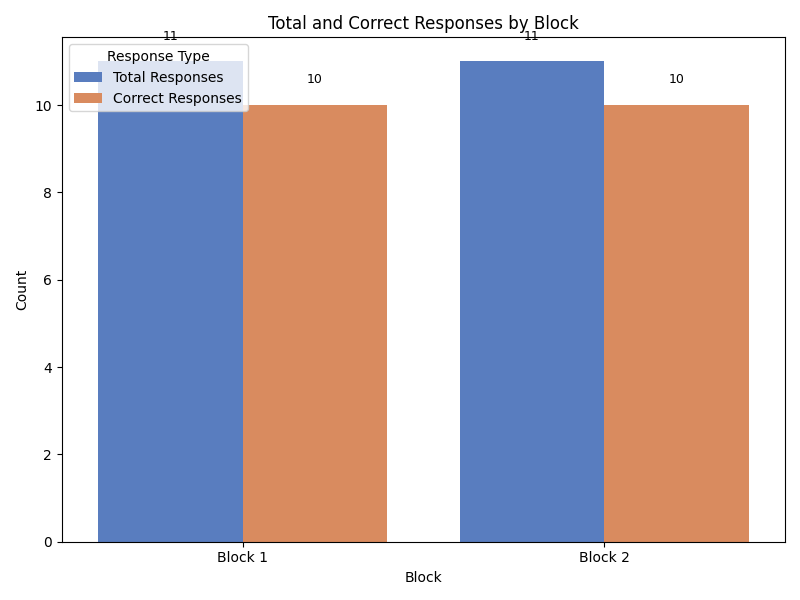 Total and Correct Responses by Block
11
11
Response Type
Total Responses
Correct Responses
10
10
10
8
6
4
2
0
Count
Block 1
Block 2
Block